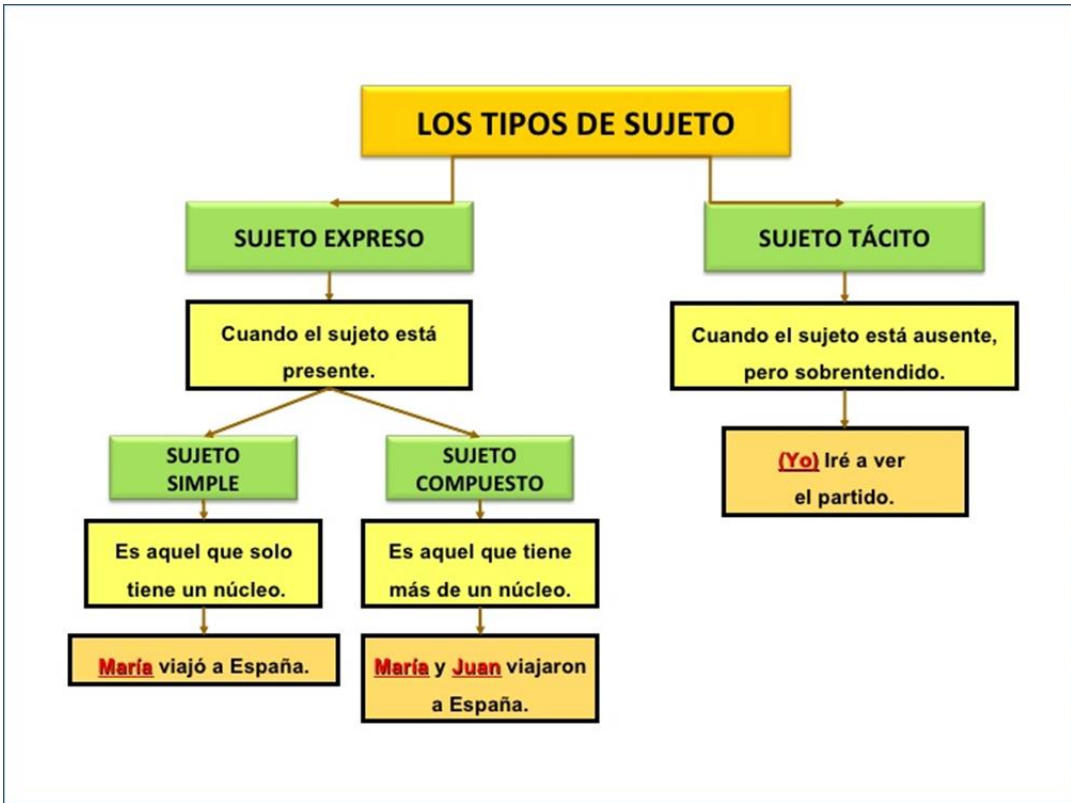 LOS TIPOS DE SUJETO
SUJETO EXPRESO
Cuando el sujeto está
presente.
SUJETO
SIMPLE
Es aquel que solo
tiene un núcleo.
María viajó a España.
SUJETO
COMPUESTO
Es aquel que tiene
más de un núcleo.
María y Juan viajaron
a España.
SUJETO TÁCITO
Cuando el sujeto está ausente,
pero sobrentendido.
(Yo) Iré a ver
el partido.